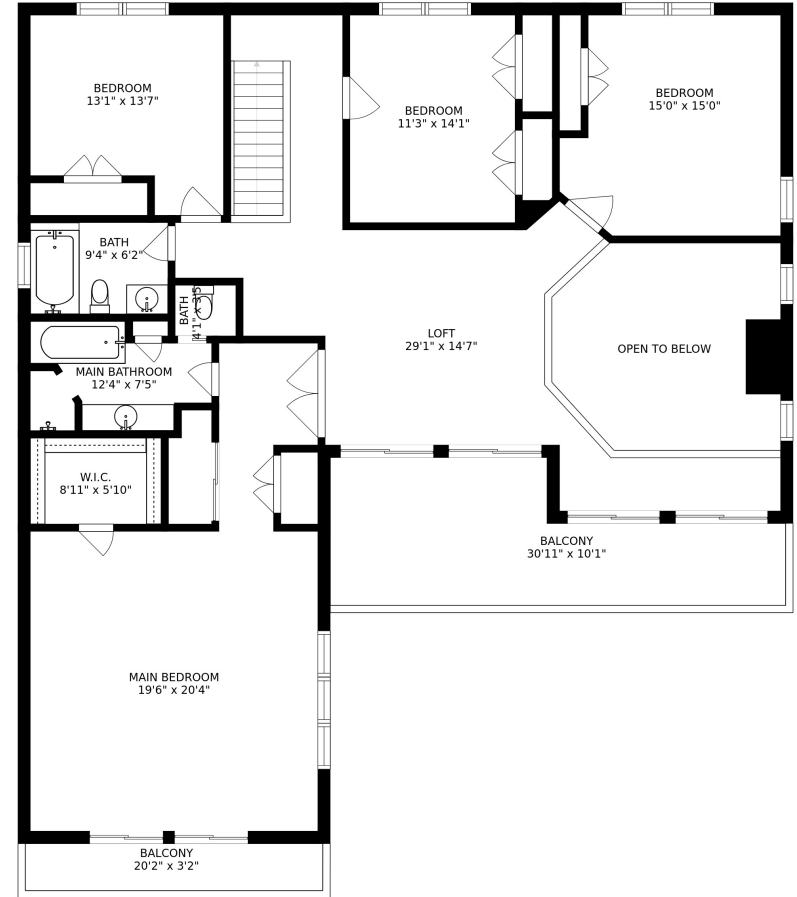 BEDROOM
13'1" x 13'7"
BEDROOM
11'3" x 14'1"
BEDROOM
15'0" x 15'0"
BATH
9'4" x 6'2"
BATH
4'1" x 3'5"
LOFT
29'1" x 14'7"
OPEN TO BELOW
MAIN BATHROOM
12'4" x 7'5"
W.I.C.
8'11" x 5'10"
BALCONY
30'11" x 10'1"
MAIN BEDROOM
19'6" x 20'4"
BALCONY
20'2" x 3'2"